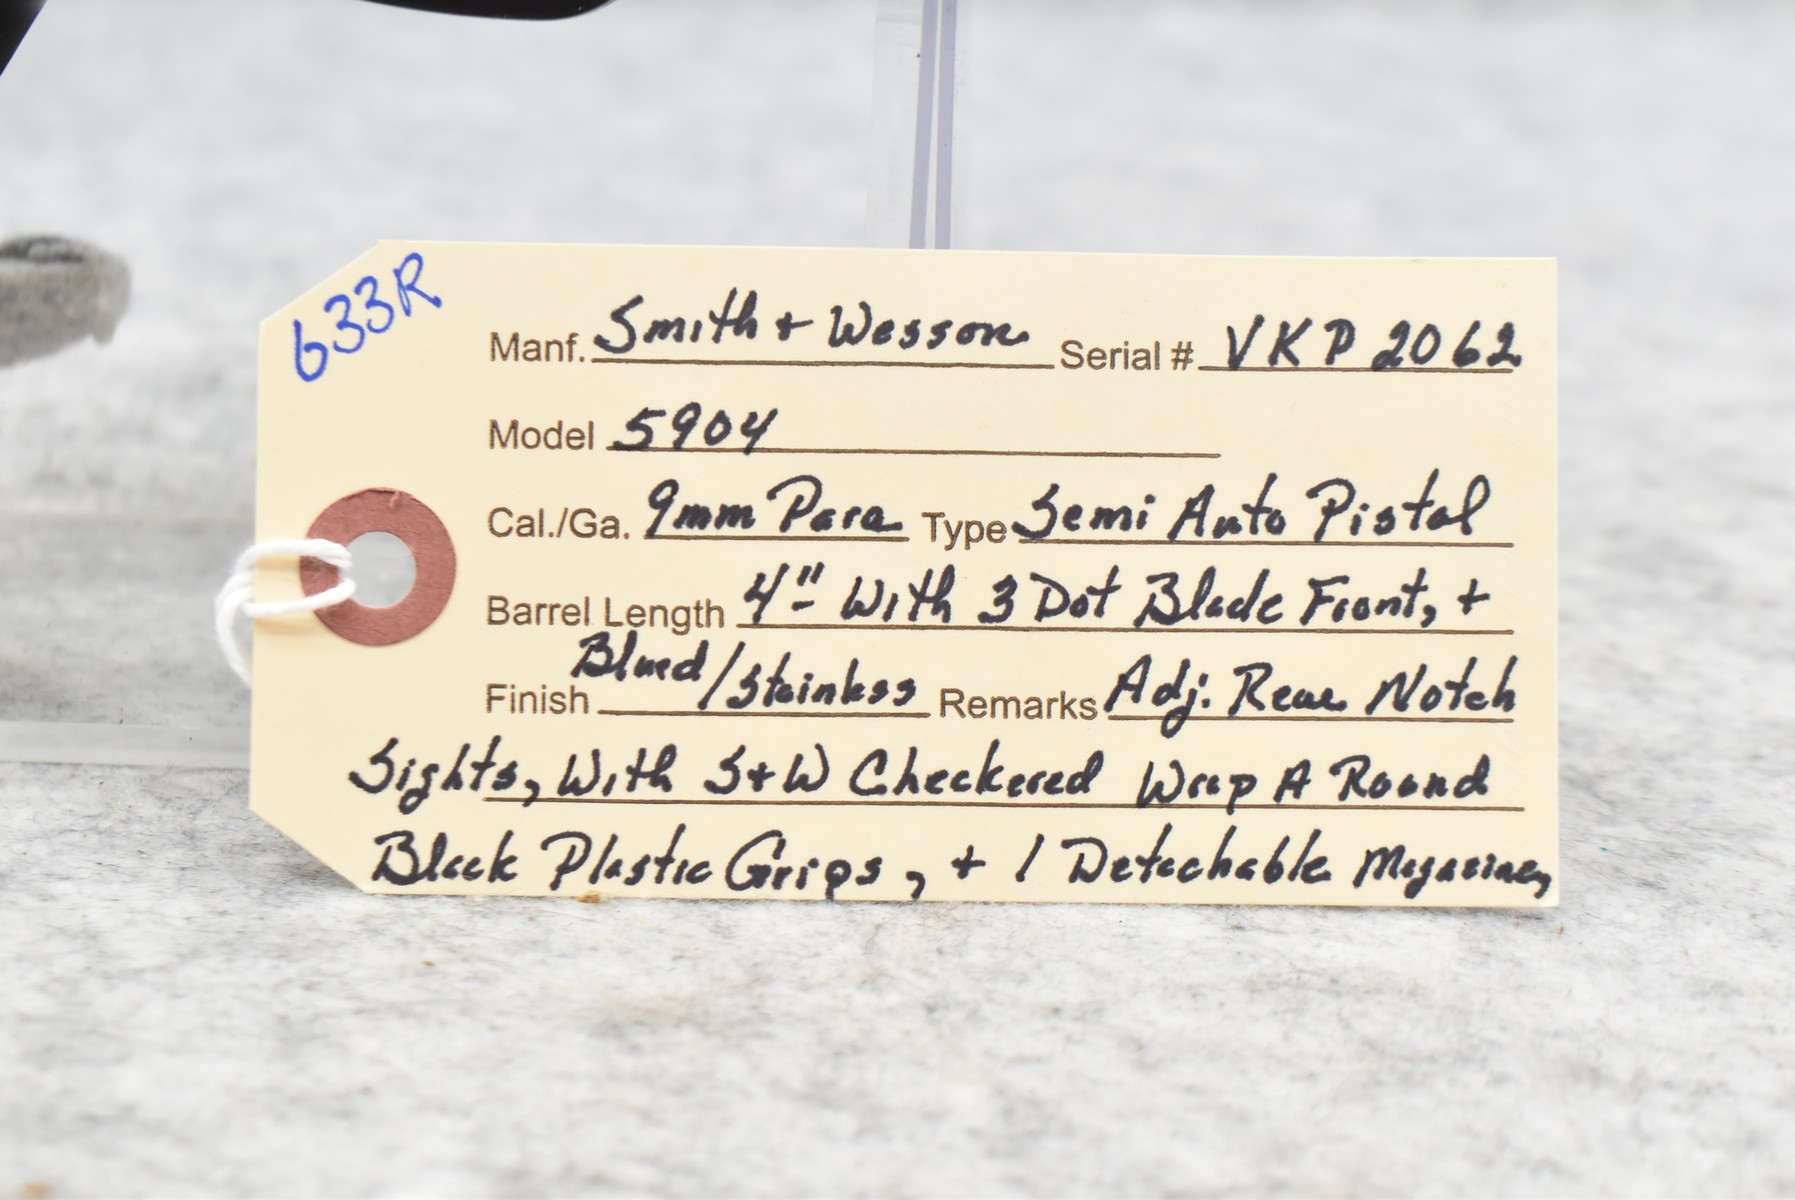 633R
Manf. Smith + Wesson Serial # VKP 2062
Model 5904
Cal./Ga. 9mm Para Type Semi Auto Pistol
Barrel Length 4" With 3 Dot Blade Front, +
Finish Blued/Stainless Remarks Adj. Rear Notch
Sights, With S+W Checkered Wrap A Round
Black Plastic Grips, + 1 Detachable Magazine,